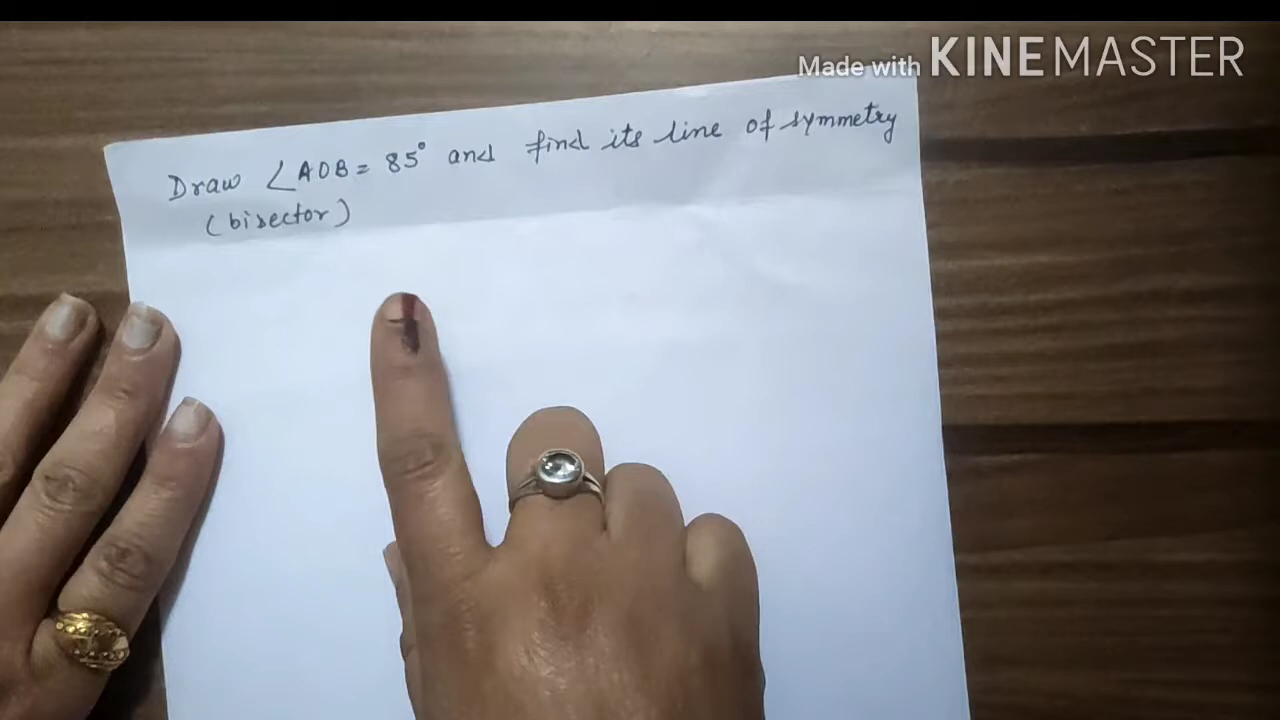 Made with KINEMASTER
Draw ∠AOB = 85° and find its line of symmetry
(bisector)